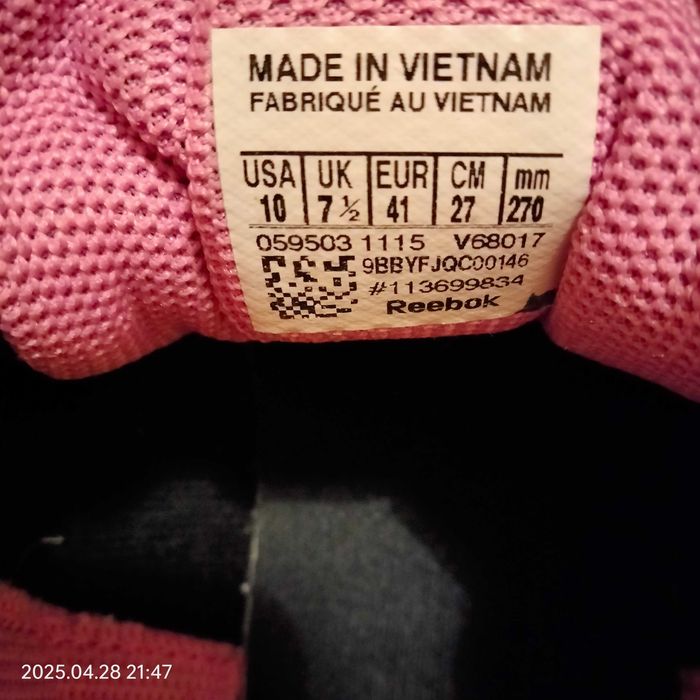 MADE IN VIETNAM
FABRIQUÉ AU VIETNAM
USA UK EUR CM mm
10 7 ½ 41 27 270
059503 1115 V68017
9BBYFJQC00146
#113699834
Reebok
2025.04.28 21:47